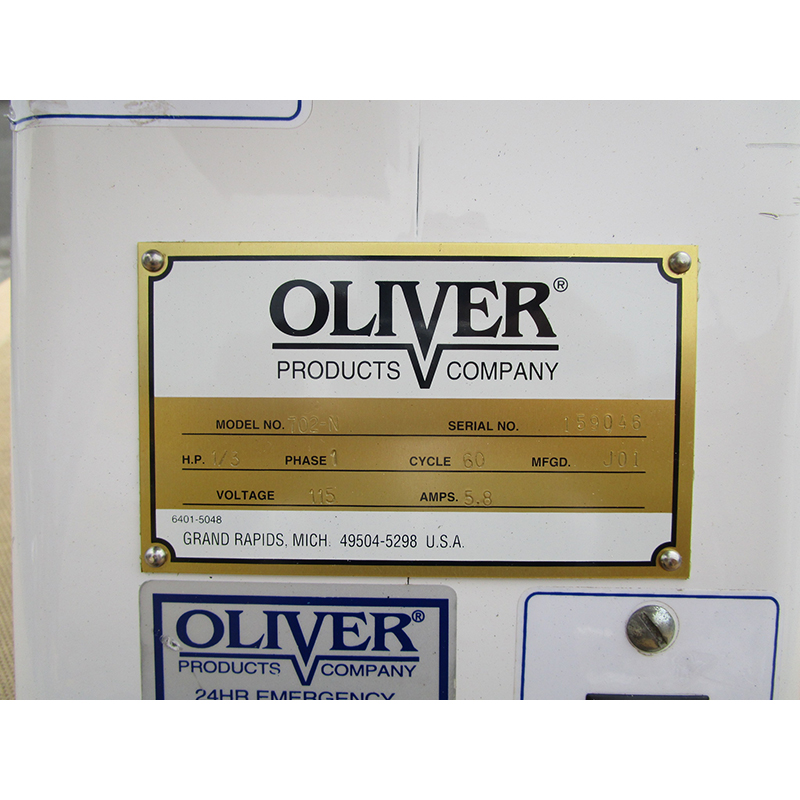 OLIVER®
PRODUCTS COMPANY
MODEL NO. 702-N SERIAL NO. 159046
H.P. 1/3 PHASE 1 CYCLE 60 MFGD. J01
VOLTAGE 115 AMPS. 5.8
6401-5048
GRAND RAPIDS, MICH. 49504-5298 U.S.A.
OLIVER®
PRODUCTS COMPANY
24HR EMERGENCY